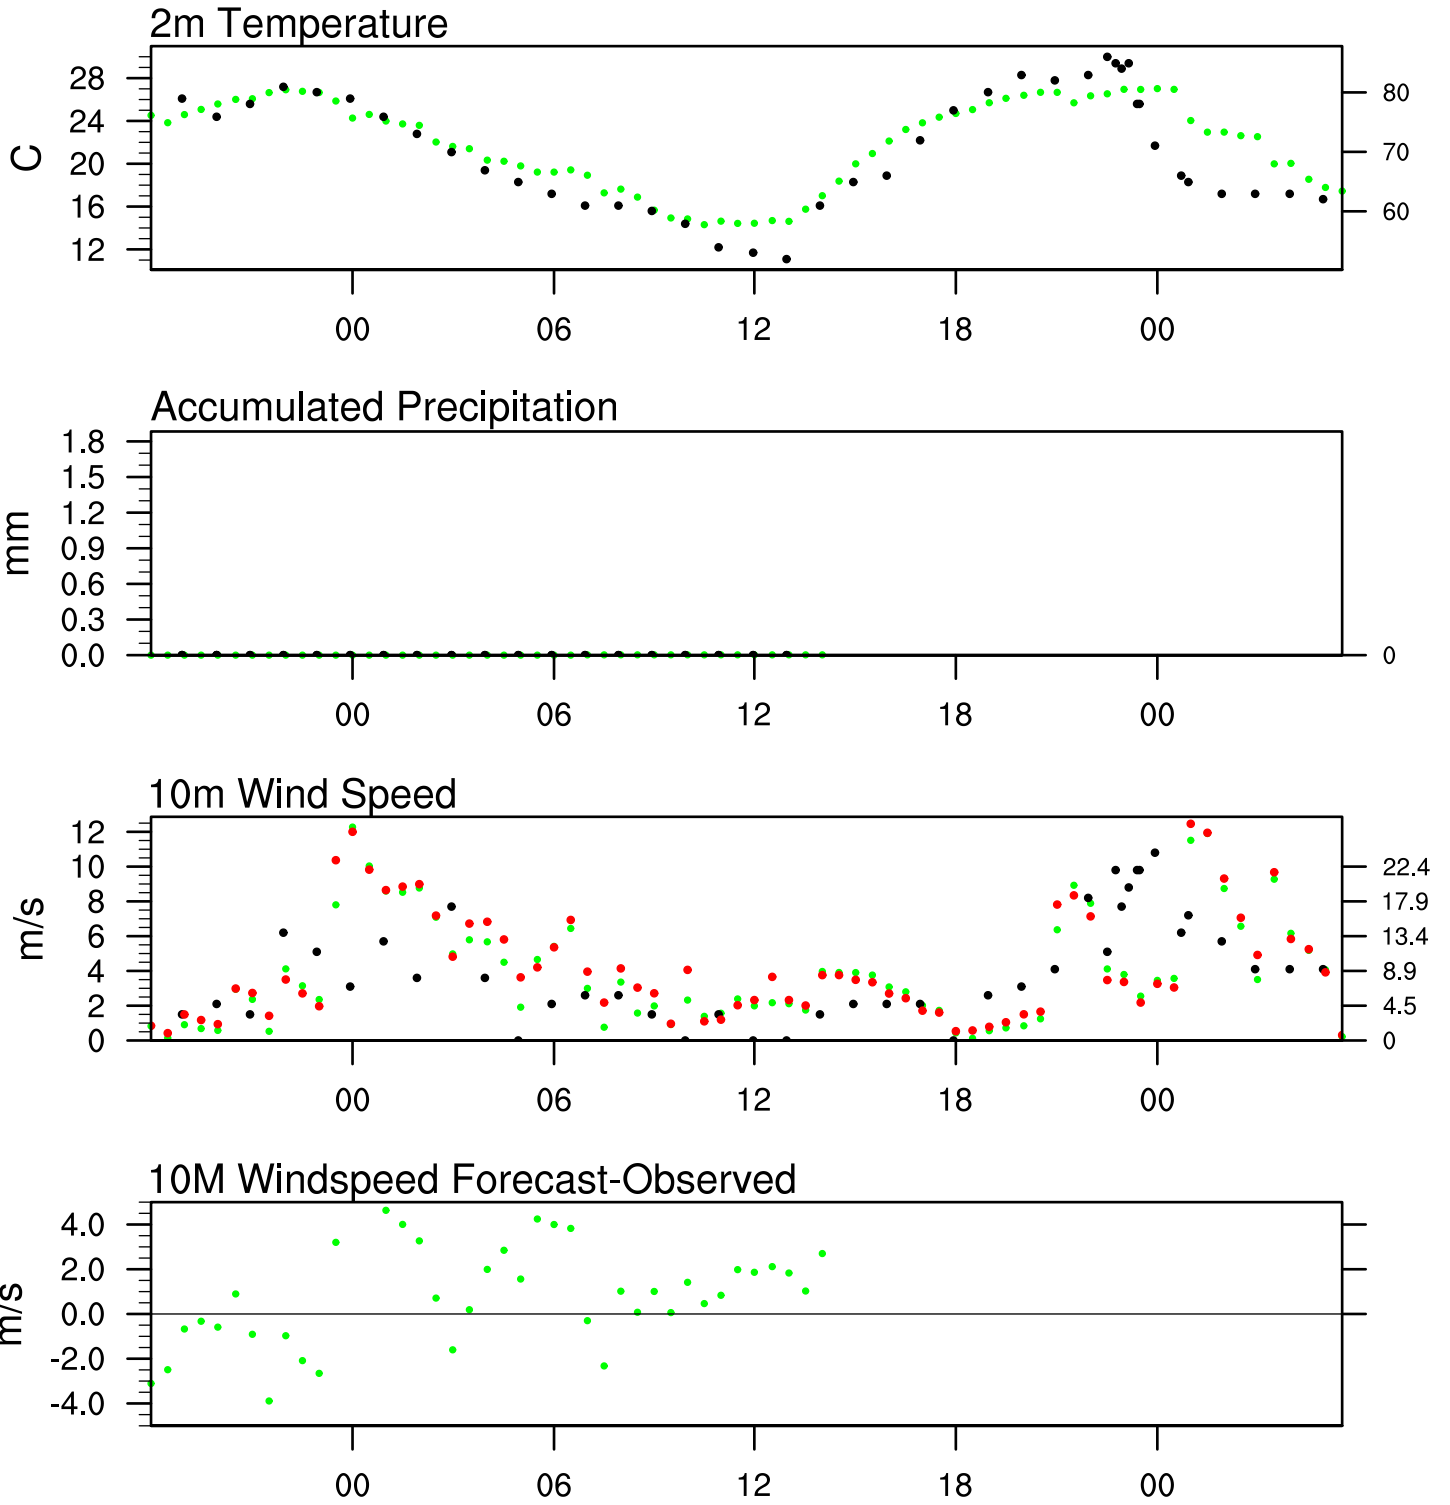 2m Temperature
28
24
20
16
12
C
80
70
60
00 06 12 18 00
Accumulated Precipitation
1.8
1.5
1.2
0.9
0.6
0.3
0.0
mm
0
00 06 12 18 00
10m Wind Speed
12
10
8
6
4
2
0
m/s
22.4
17.9
13.4
8.9
4.5
0
00 06 12 18 00
10M Windspeed Forecast-Observed
4.0
2.0
0.0
-2.0
-4.0
m/s
00 06 12 18 00